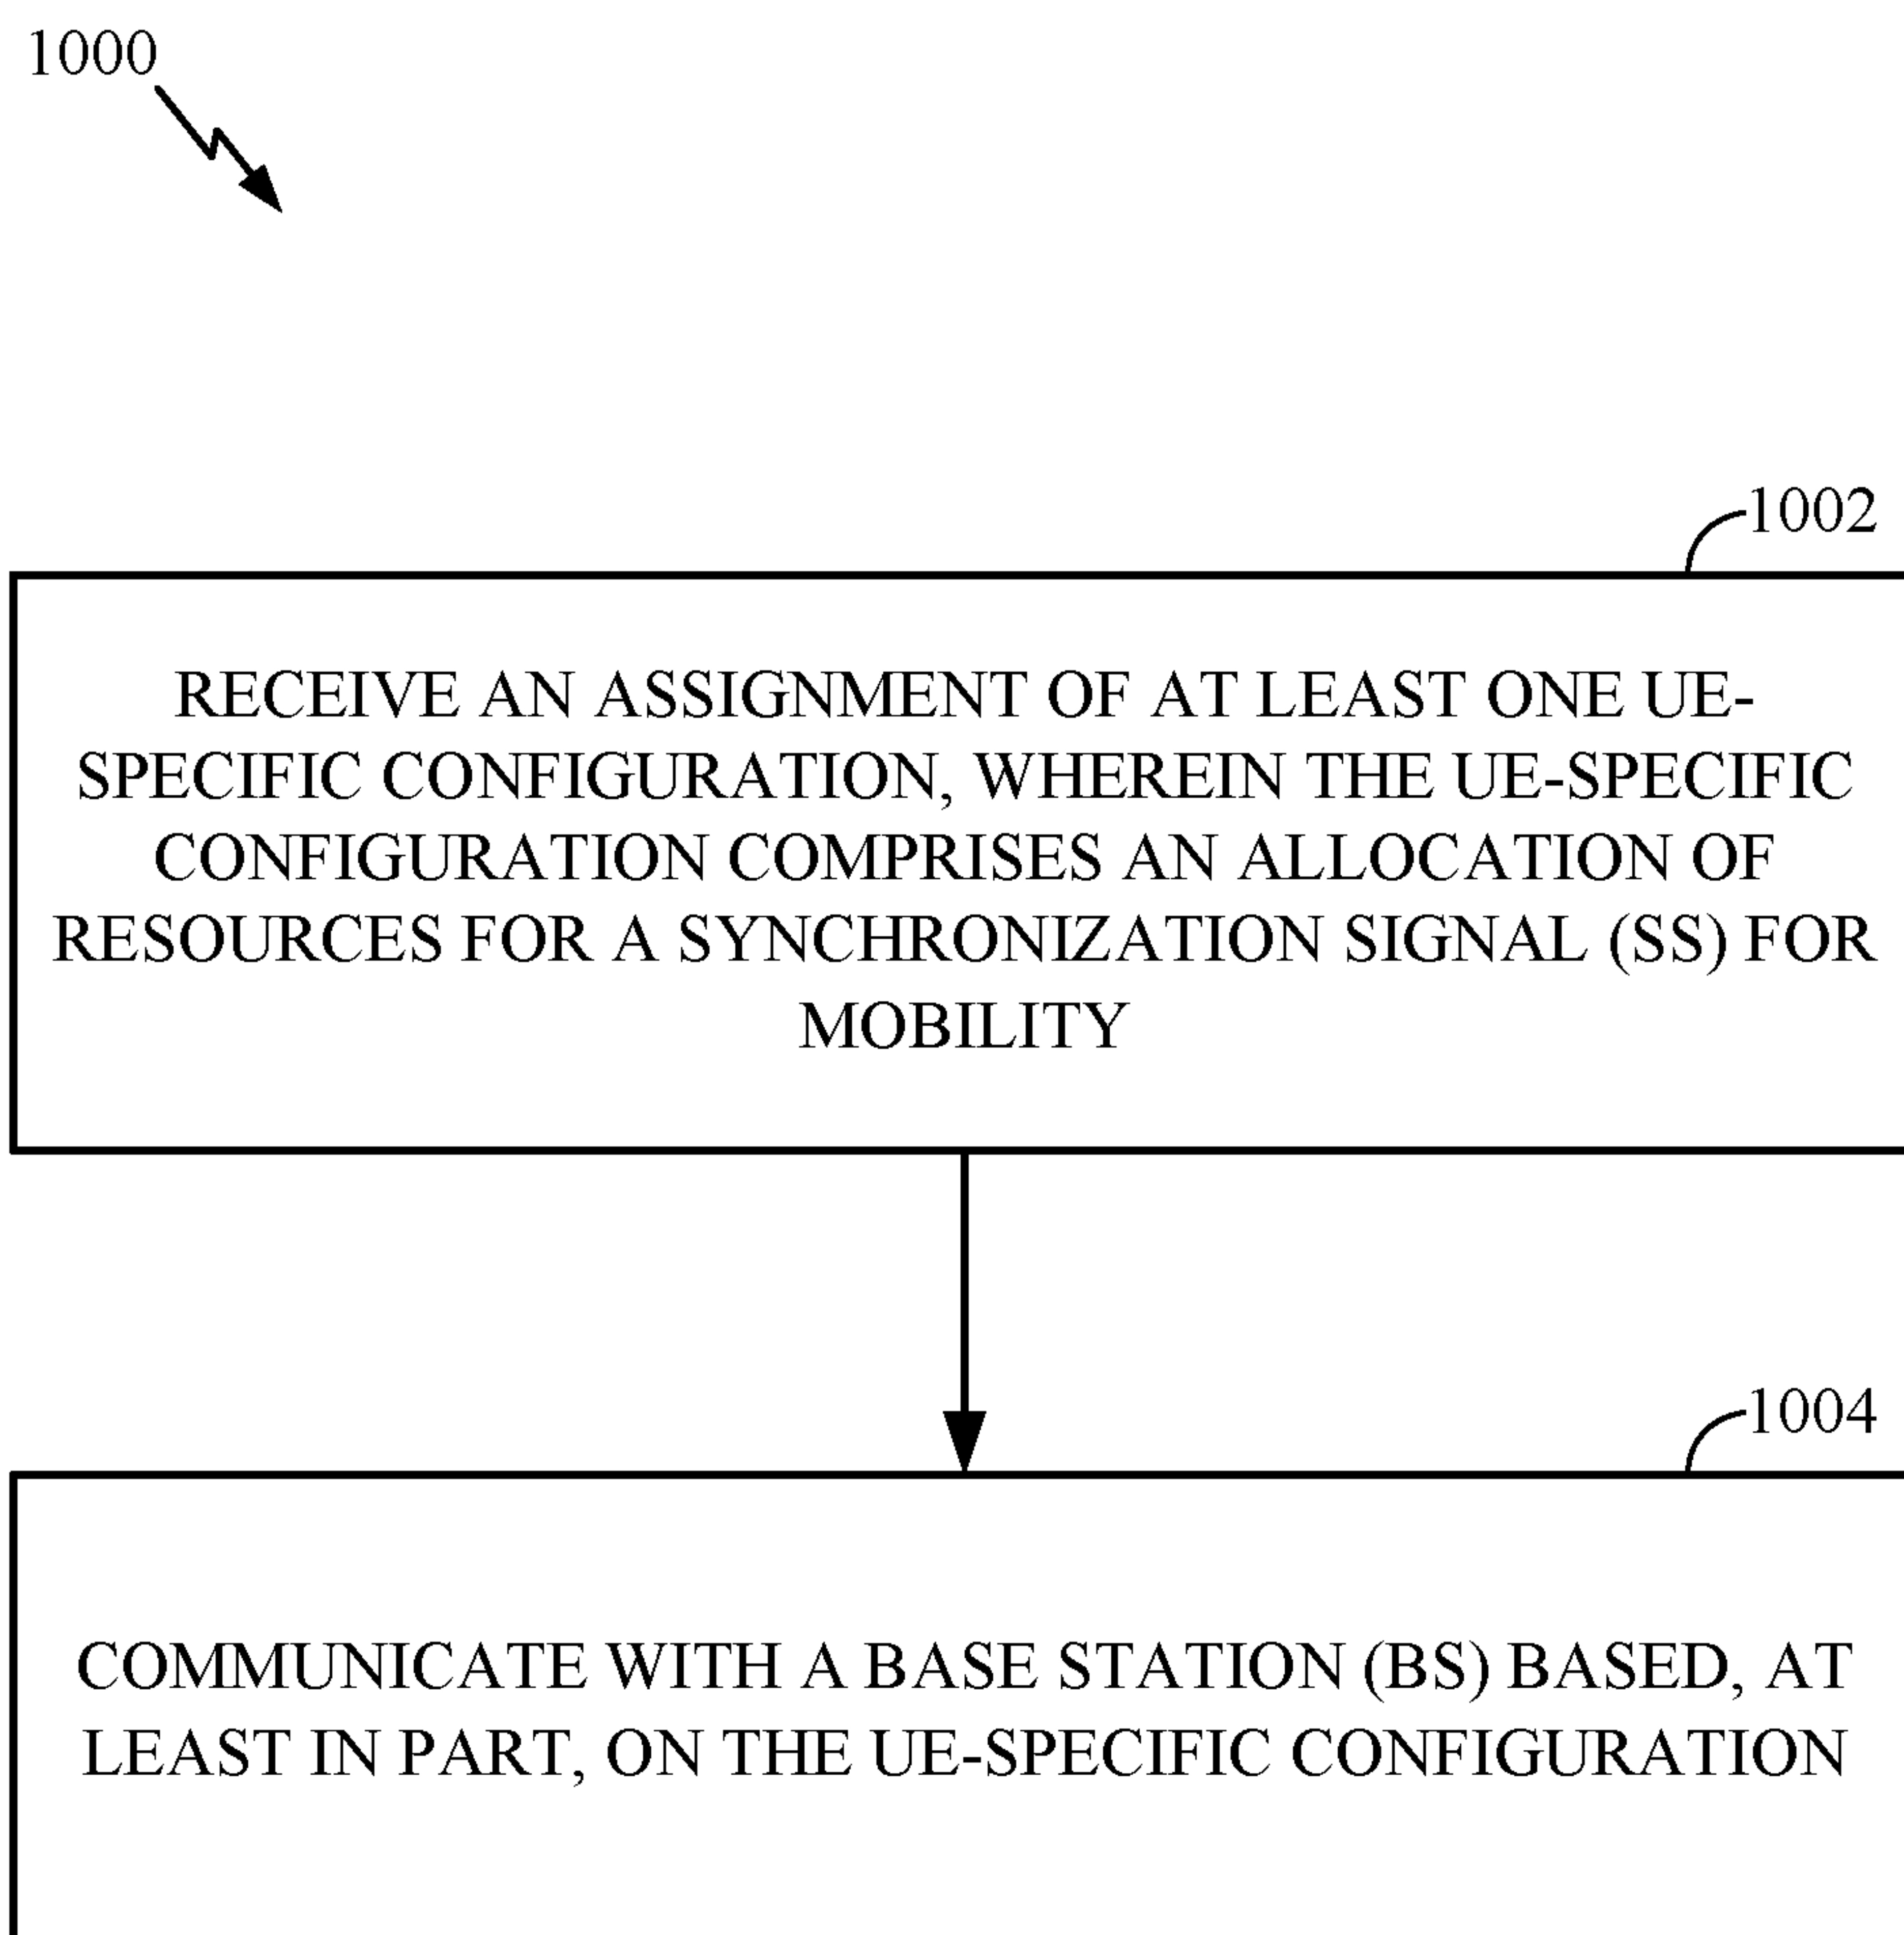 1000
1002
RECEIVE AN ASSIGNMENT OF AT LEAST ONE UE-
SPECIFIC CONFIGURATION, WHEREIN THE UE-SPECIFIC
CONFIGURATION COMPRISES AN ALLOCATION OF
RESOURCES FOR A SYNCHRONIZATION SIGNAL (SS) FOR
MOBILITY
1004
COMMUNICATE WITH A BASE STATION (BS) BASED, AT
LEAST IN PART, ON THE UE-SPECIFIC CONFIGURATION